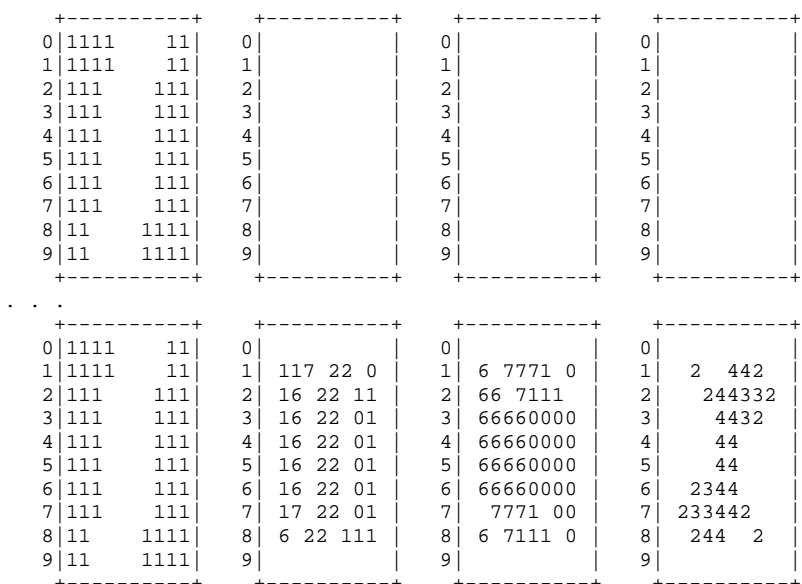 +----------+    +----------+    +----------+    +----------+
  0|1111    11|   0|          |   0|          |   0|          |
  1|1111    11|   1|          |   1|          |   1|          |
  2|111    111|   2|          |   2|          |   2|          |
  3|111    111|   3|          |   3|          |   3|          |
  4|111    111|   4|          |   4|          |   4|          |
  5|111    111|   5|          |   5|          |   5|          |
  6|111    111|   6|          |   6|          |   6|          |
  7|111    111|   7|          |   7|          |   7|          |
  8|11    1111|   8|          |   8|          |   8|          |
  9|11    1111|   9|          |   9|          |   9|          |
   +----------+    +----------+    +----------+    +----------+
. . .
   +----------+    +----------+    +----------+    +----------+
  0|1111    11|   0|          |   0|          |   0|          |
  1|1111    11|   1| 117 22 0 |   1| 6 7771 0 |   1|  2  442  |
  2|111    111|   2| 16 22 11 |   2| 66 7111  |   2|   244332 |
  3|111    111|   3| 16 22 01 |   3| 66660000 |   3|    4432  |
  4|111    111|   4| 16 22 01 |   4| 66660000 |   4|    44    |
  5|111    111|   5| 16 22 01 |   5| 66660000 |   5|    44    |
  6|111    111|   6| 16 22 01 |   6| 66660000 |   6|  2344    |
  7|111    111|   7| 17 22 01 |   7|  7771 00 |   7| 233442   |
  8|11    1111|   8| 6 22 111 |   8| 6 7111 0 |   8|  244  2  |
  9|11    1111|   9|          |   9|          |   9|          |
   +----------+    +----------+    +----------+    +----------+